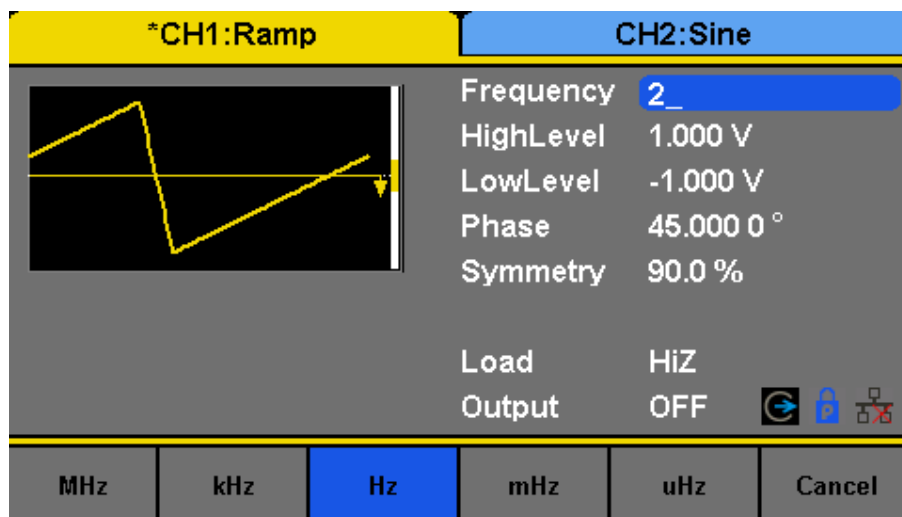 *CH1:Ramp
CH2:Sine
Frequency 2_
HighLevel 1.000 V
LowLevel -1.000 V
Phase 45.000 0 °
Symmetry 90.0 %
Load HiZ
Output OFF
P
MHz kHz Hz mHz uHz Cancel